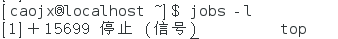 [caojx@localhost ~]$ jobs -l
[1]+ 15699 停止 (信号)         top